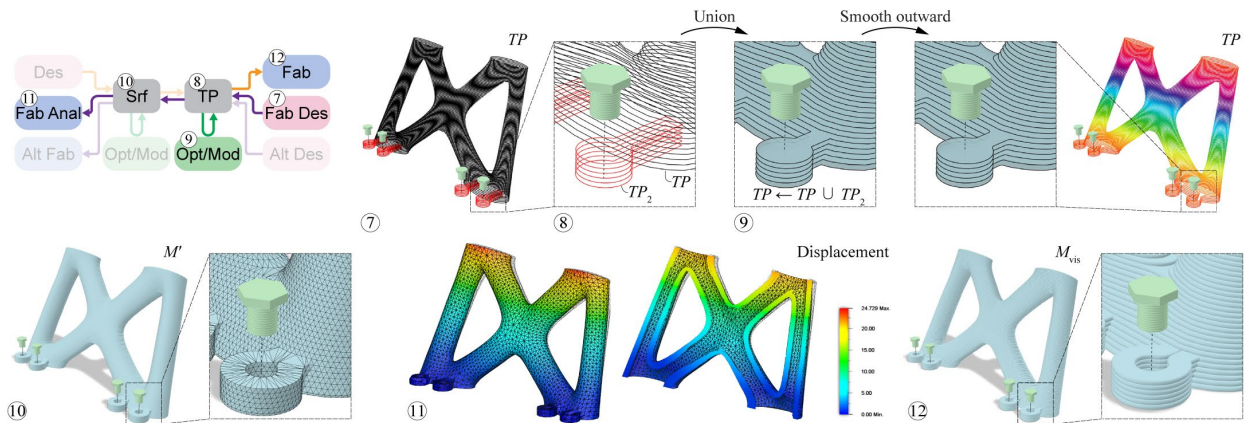 Union
Smooth outward
TP
TP
Des
⑩
Srf
⑧
TP
⑫
Fab
⑪
Fab Anal
⑦
Fab Des
⑨
Alt Fab
Opt/Mod
Opt/Mod
Alt Des
TP₂
TP
TP ← TP ∪ TP₂
⑦
⑧
⑨
M′
Displacement
M_vis
24.729 Max.
20.00
15.00
10.00
5.00
0.00 Min.
⑩
⑪
⑫